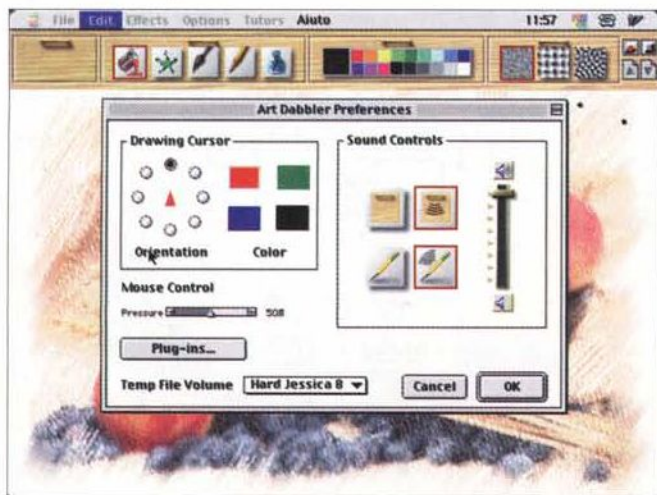 File Edit Effects Options Tutors Aiuto 11:57
Art Dabbler Preferences
Drawing Cursor
Sound Controls
Orientation Color
Mouse Control
Pressure 50%
Plug-ins...
Temp File Volume Hard Jessica 8 Cancel OK